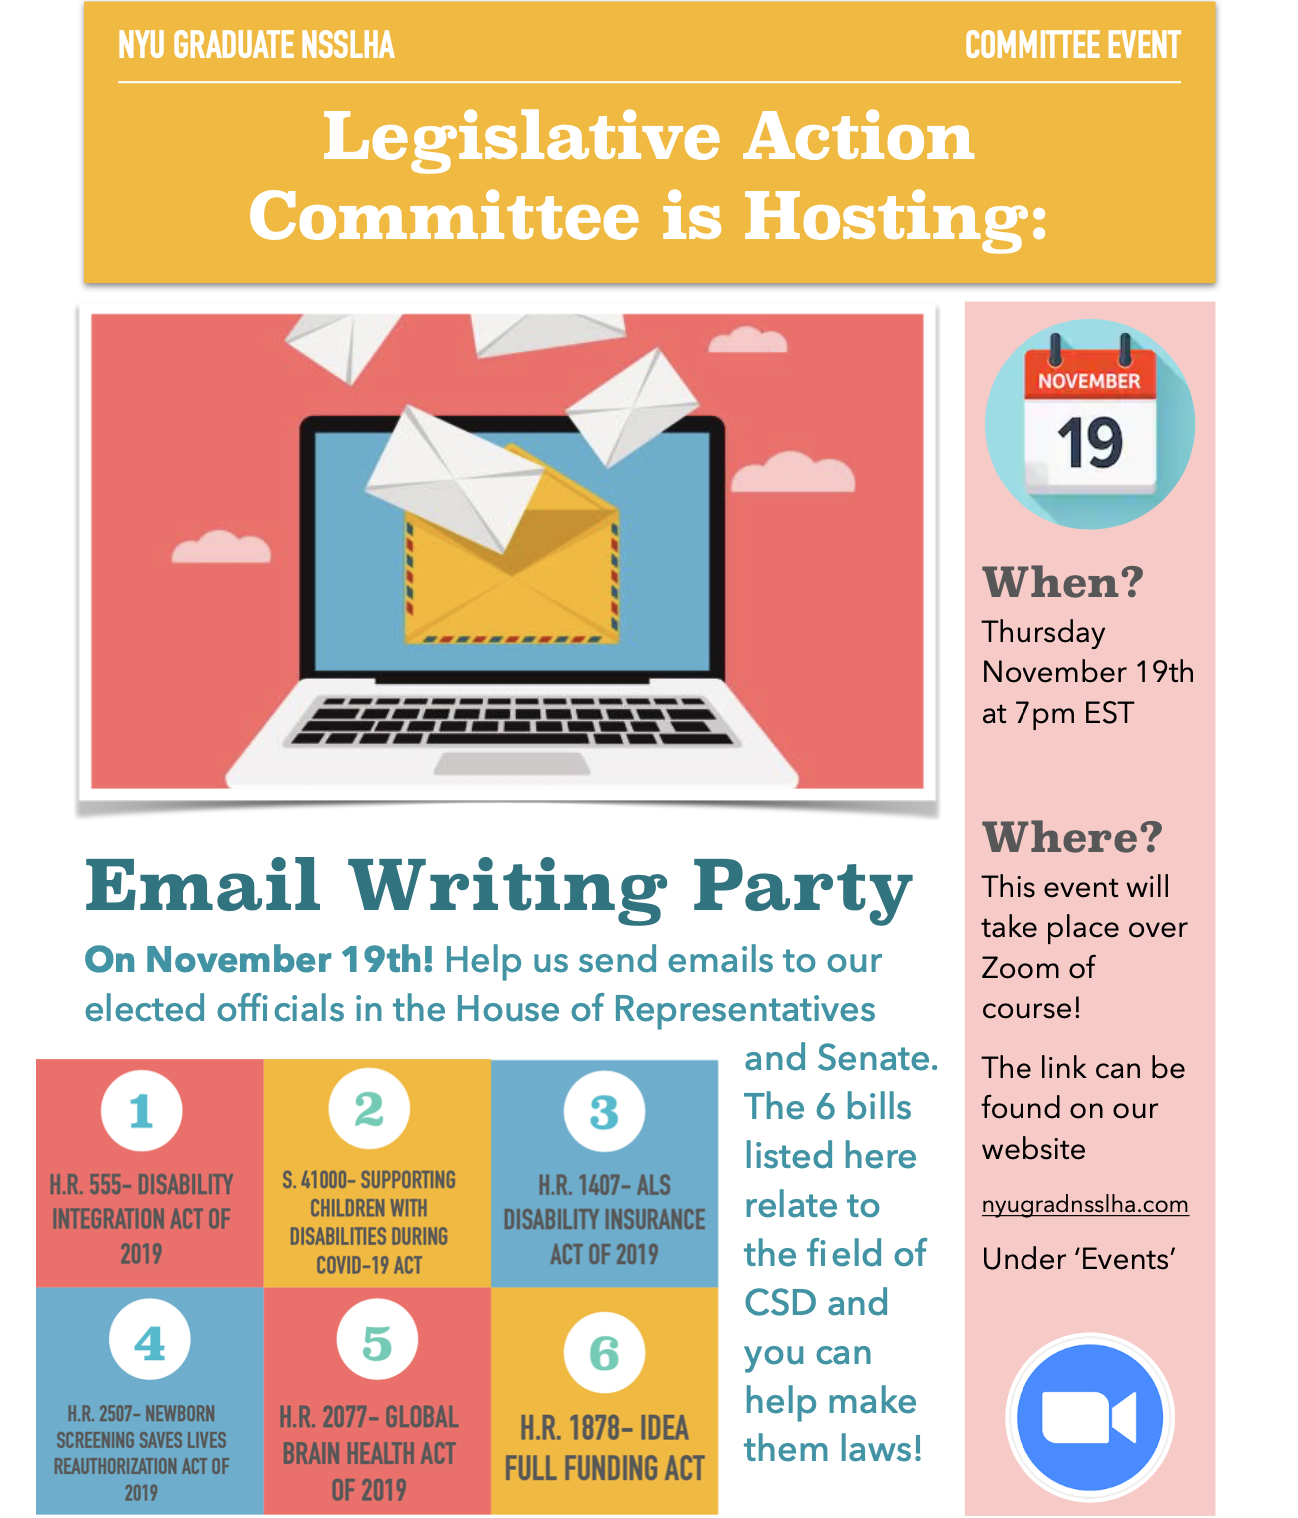 NYU GRADUATE NSSLHA
COMMITTEE EVENT
Legislative Action
Committee is Hosting:
NOVEMBER
19
When?
Thursday
November 19th
at 7pm EST
Where?
This event will
take place over
Zoom of
course!
The link can be
found on our
website
nyugradnsslha.com
Under ‘Events’
Email Writing Party
On November 19th! Help us send emails to our
elected officials in the House of Representatives
and Senate.
The 6 bills
listed here
relate to
the field of
CSD and
you can
help make
them laws!
1
H.R. 555- DISABILITY
INTEGRATION ACT OF
2019
2
S. 41000- SUPPORTING
CHILDREN WITH
DISABILITIES DURING
COVID-19 ACT
3
H.R. 1407- ALS
DISABILITY INSURANCE
ACT OF 2019
4
H.R. 2507- NEWBORN
SCREENING SAVES LIVES
REAUTHORIZATION ACT OF
2019
5
H.R. 2077- GLOBAL
BRAIN HEALTH ACT
OF 2019
6
H.R. 1878- IDEA
FULL FUNDING ACT